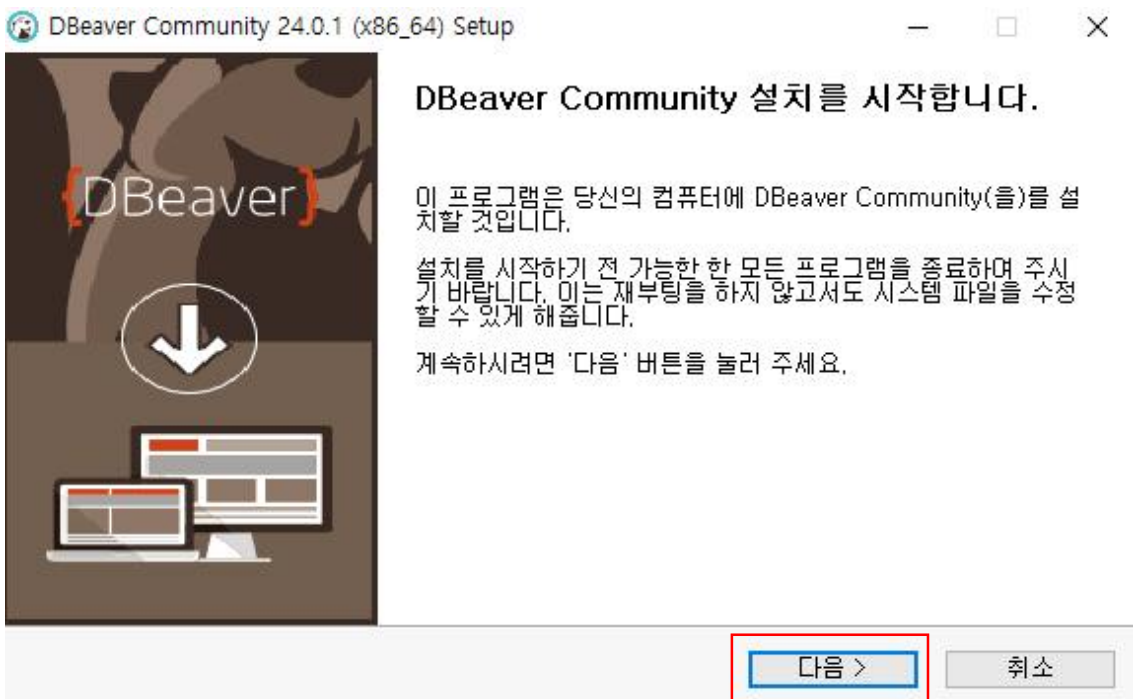 DBeaver Community 24.0.1 (x86_64) Setup
{DBeaver}
DBeaver Community 설치를 시작합니다.
이 프로그램은 당신의 컴퓨터에 DBeaver Community(을)를 설
치할 것입니다.
설치를 시작하기 전 가능한 한 모든 프로그램을 종료하여 주시
기 바랍니다. 이는 재부팅을 하지 않고서도 시스템 파일을 수정
할 수 있게 해줍니다.
계속하시려면 '다음' 버튼을 눌러 주세요.
다음 >
취소